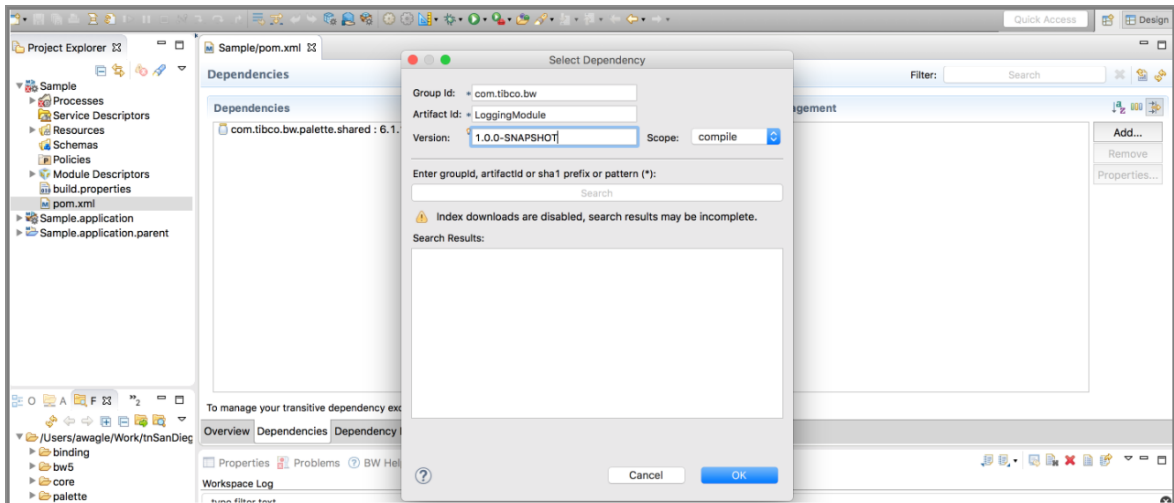 Quick Access
Design
Project Explorer
Sample
Processes
Service Descriptors
Resources
Schemas
Policies
Module Descriptors
build.properties
pom.xml
Sample.application
Sample.application.parent
Sample/pom.xml
Dependencies
Filter:
Search
Dependencies
agement
com.tibco.bw.palette.shared : 6.1.
Add...
Remove
Properties...
To manage your transitive dependency exc
Overview
Dependencies
Dependency
Select Dependency
Group Id: * com.tibco.bw
Artifact Id: * LoggingModule
Version: 1.0.0-SNAPSHOT
Scope: compile
Enter groupId, artifactId or sha1 prefix or pattern (*):
Search
Index downloads are disabled, search results may be incomplete.
Search Results:
Cancel
OK
O
A
F
»2
/Users/awagle/Work/tnSanDieg
binding
bw5
core
palette
Properties
Problems
BW Hel
Workspace Log
type filter text